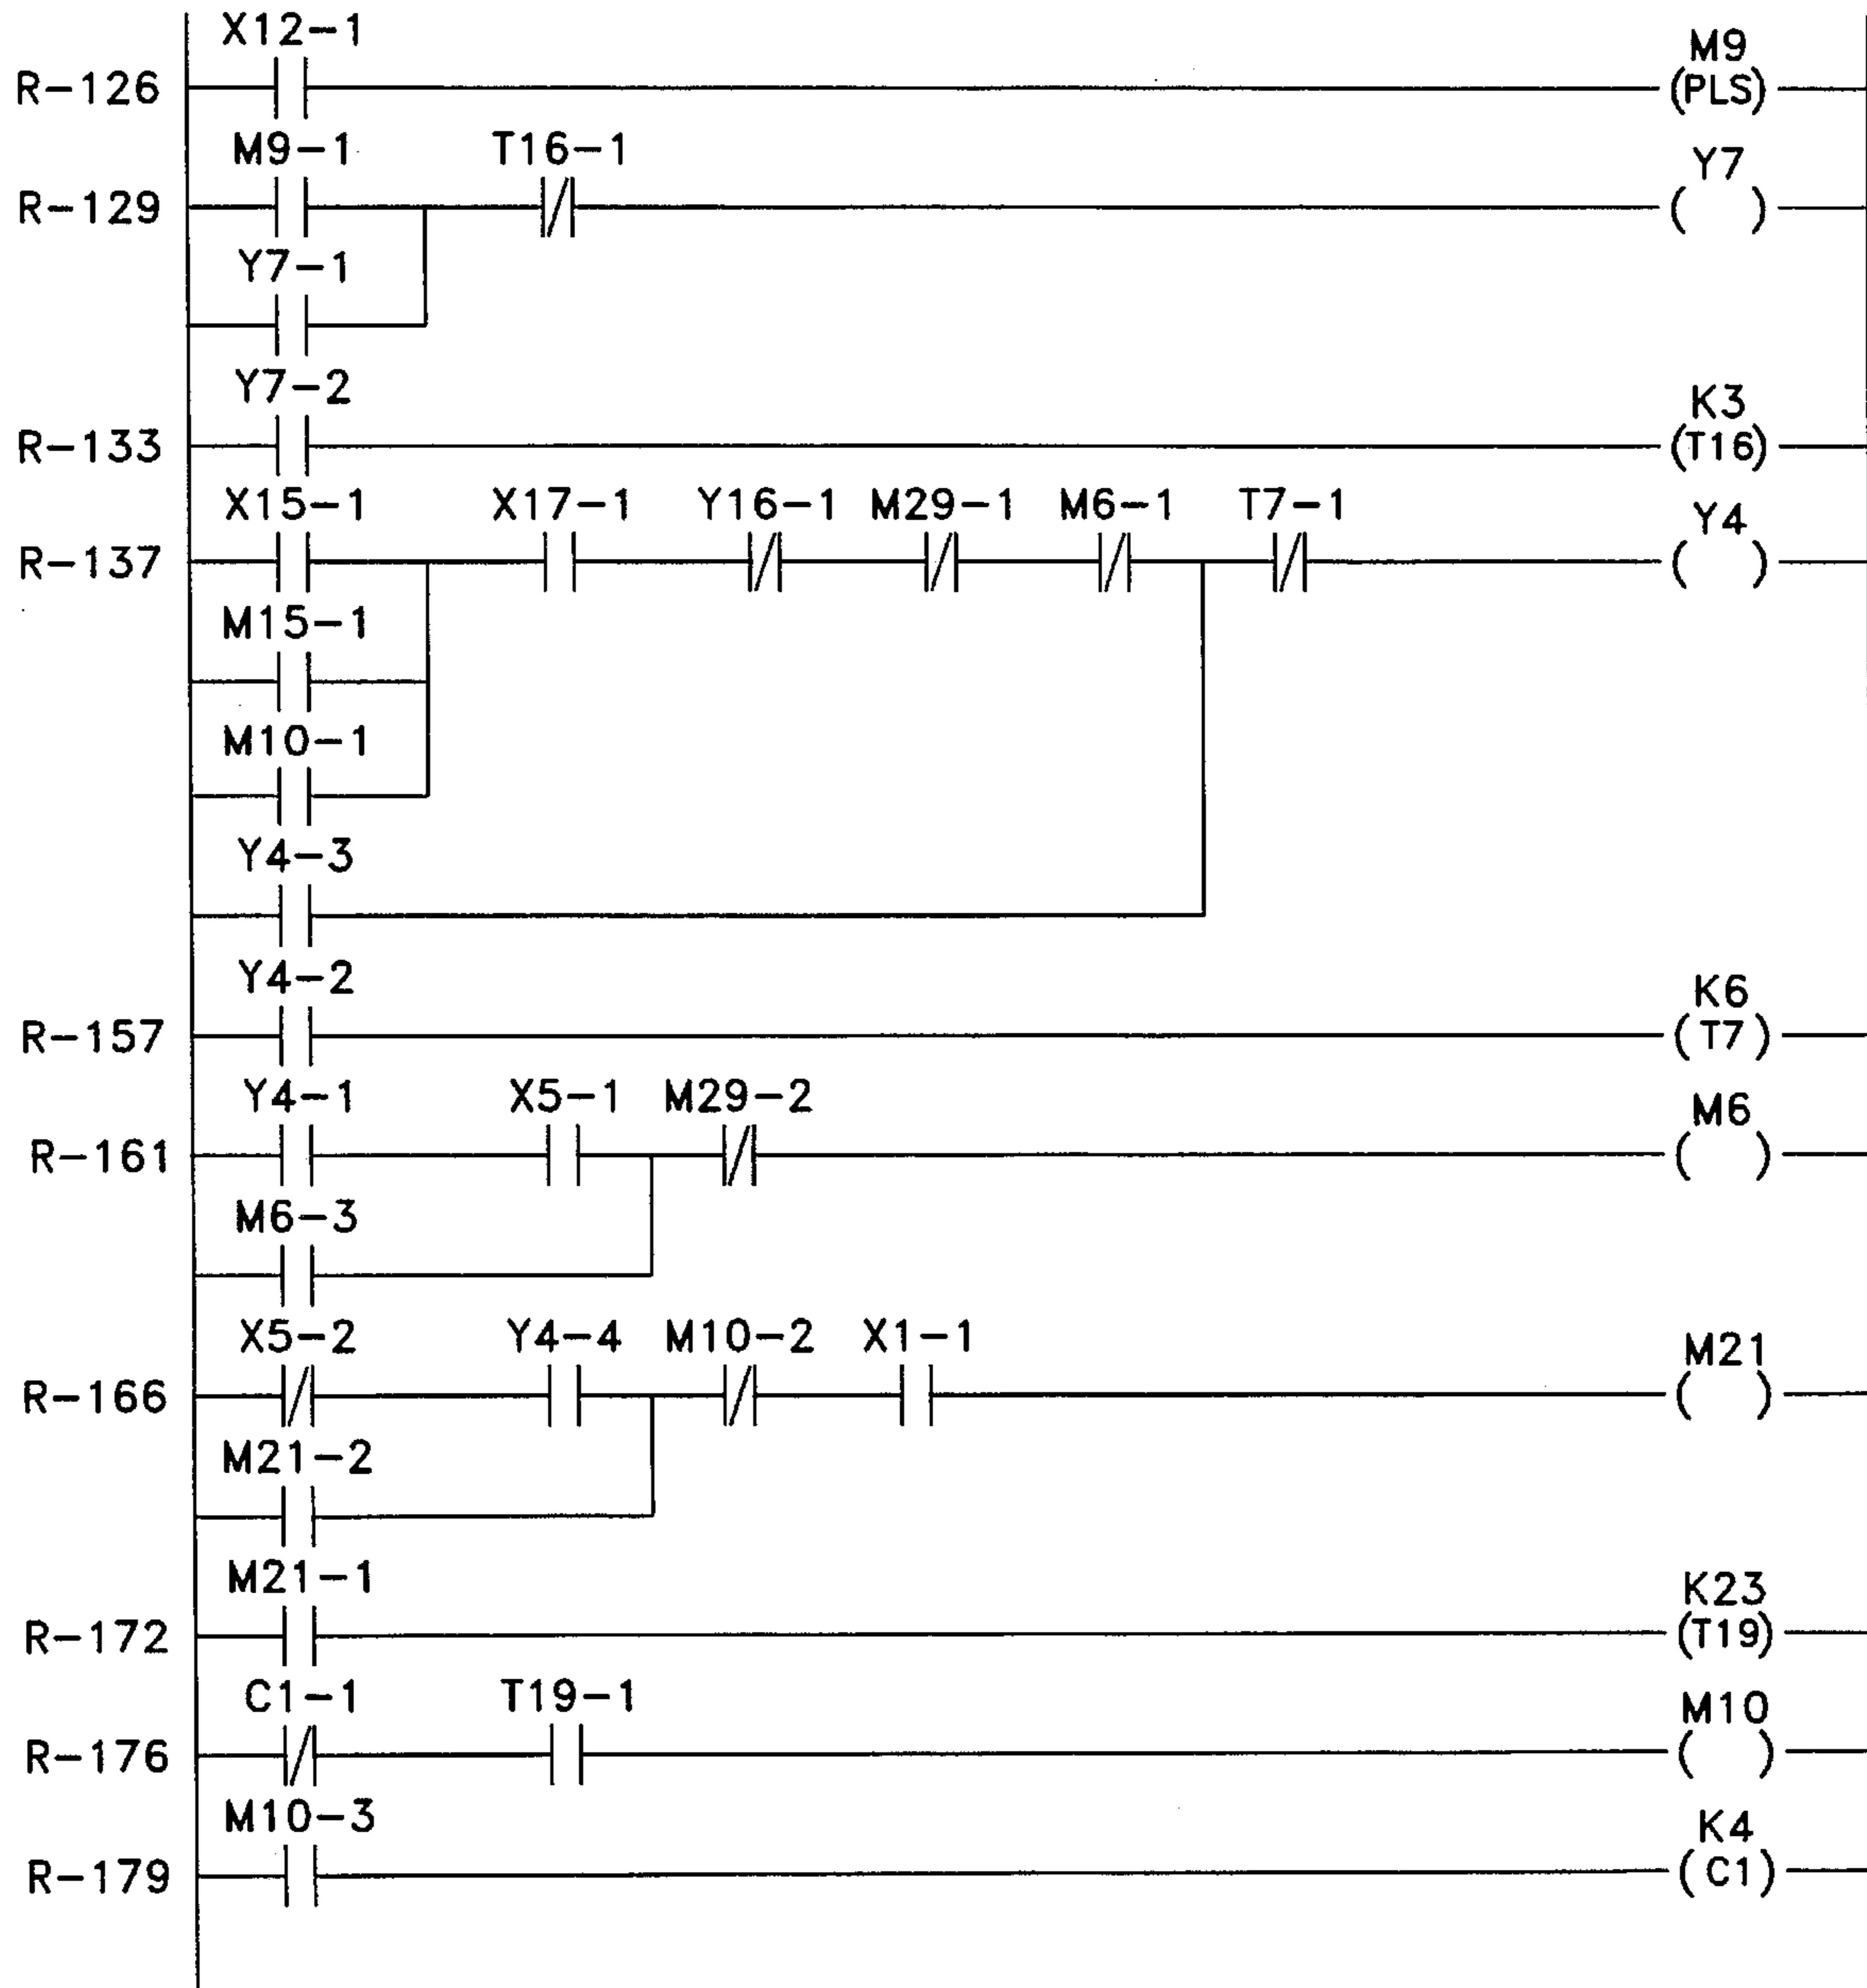 X12-1 M9
R-126 (PLS)
M9-1 T16-1 Y7
R-129 ( )
Y7-1
Y7-2 K3
R-133 (T16)
X15-1 X17-1 Y16-1 M29-1 M6-1 T7-1 Y4
R-137 ( )
M15-1
M10-1
Y4-3
Y4-2 K6
R-157 (T7)
Y4-1 X5-1 M29-2 M6
R-161 ( )
M6-3
X5-2 Y4-4 M10-2 X1-1 M21
R-166 ( )
M21-2
M21-1 K23
R-172 (T19)
C1-1 T19-1 M10
R-176 ( )
M10-3 K4
R-179 (C1)